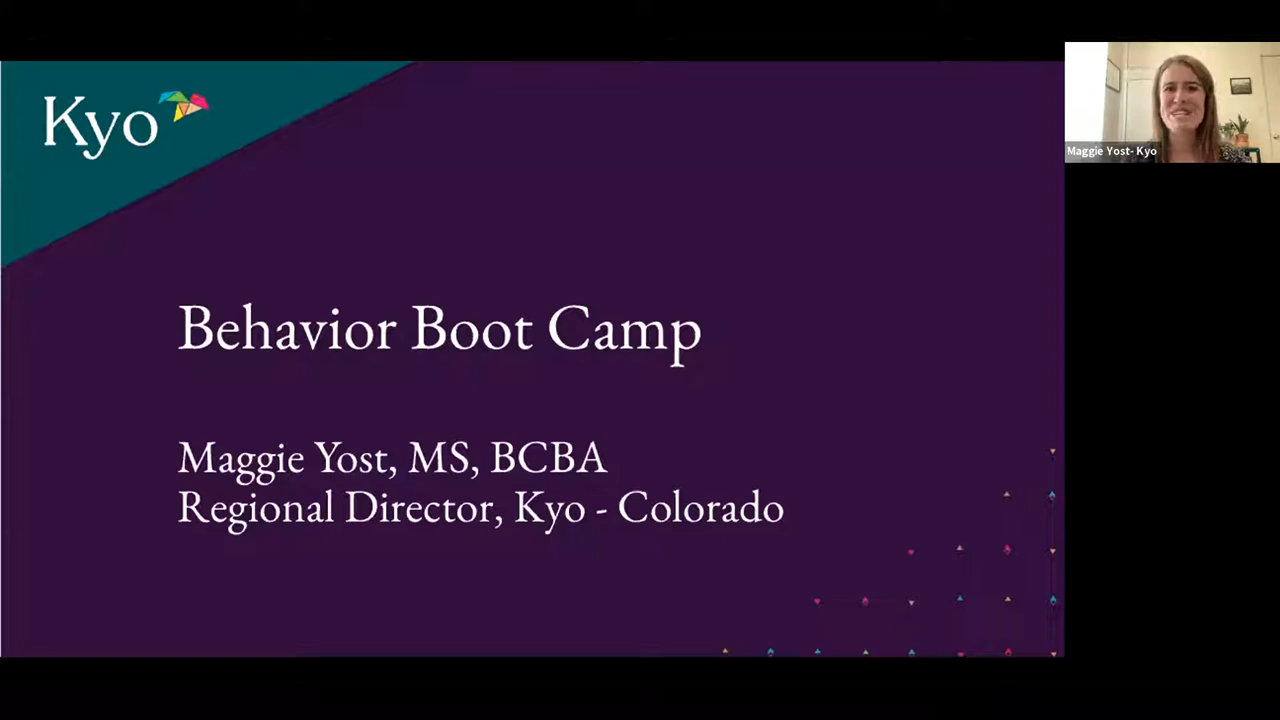 Kyo
Maggie Yost- Kyo
Behavior Boot Camp
Maggie Yost, MS, BCBA
Regional Director, Kyo - Colorado